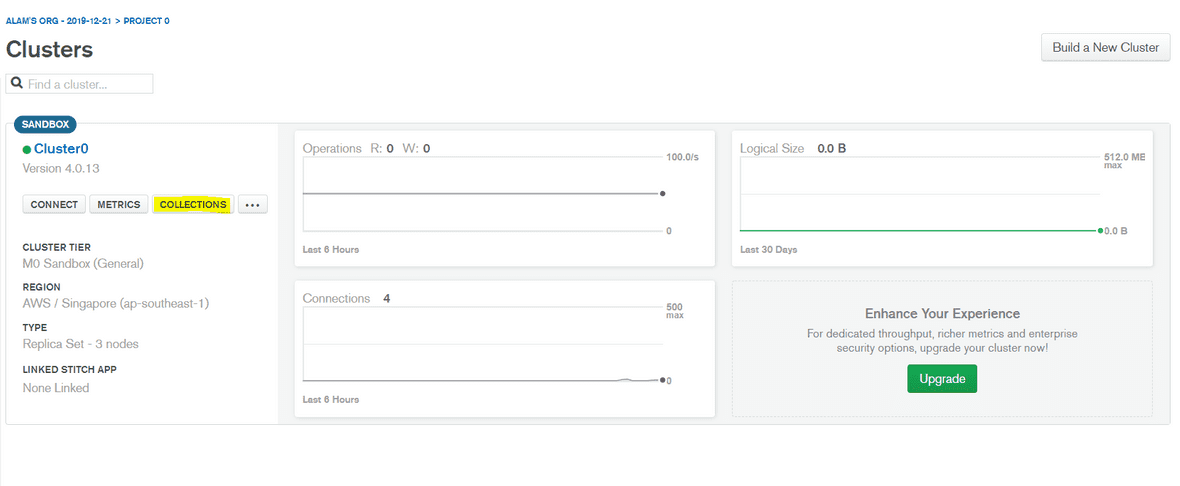 ALAM'S ORG - 2019-12-21 > PROJECT 0
Clusters
Build a New Cluster
Find a cluster...
SANDBOX
Cluster0
Version 4.0.13
CONNECT
METRICS
COLLECTIONS
...
CLUSTER TIER
M0 Sandbox (General)
REGION
AWS / Singapore (ap-southeast-1)
TYPE
Replica Set - 3 nodes
LINKED STITCH APP
None Linked
Operations R: 0 W: 0
100.0/s
0
Last 6 Hours
Logical Size 0.0 B
512.0 MB
max
0.0 B
Last 30 Days
Connections 4
500
max
0
Last 6 Hours
Enhance Your Experience
For dedicated throughput, richer metrics and enterprise
security options, upgrade your cluster now!
Upgrade